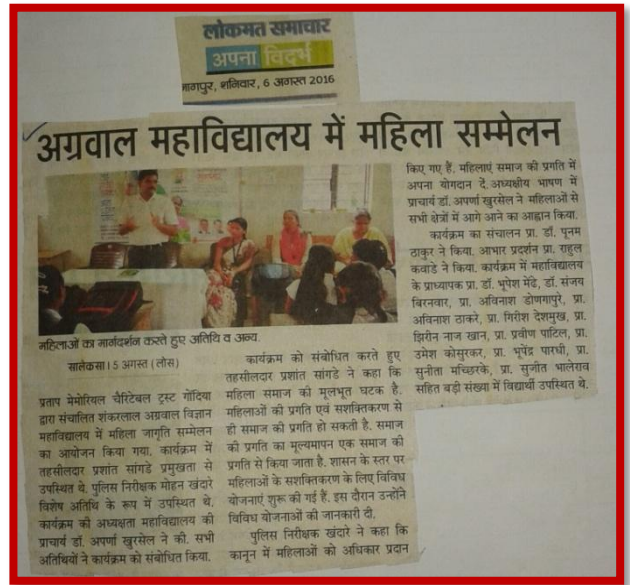 लोकमत समाचार
अपना विदर्भ
नागपुर, शनिवार, 6 अगस्त 2016
अग्रवाल महाविद्यालय में महिला सम्मेलन
महिलाओं का मार्गदर्शन करते हुए अतिथि व अन्य.
सालेकसा। 5 अगस्त (लोस)
प्रताप मेमोरियल चैरिटेबल ट्रस्ट गोंदिया
द्वारा संचालित शंकरलाल अग्रवाल विज्ञान
महाविद्यालय में महिला जागृति सम्मेलन
का आयोजन किया गया. कार्यक्रम में
तहसीलदार प्रशांत सांगडे प्रमुखता से
उपस्थित थे. पुलिस निरीक्षक मोहन खंदारे
विशेष अतिथि के रूप में उपस्थित थे.
कार्यक्रम की अध्यक्षता महाविद्यालय की
प्राचार्य डॉ. अपर्णा खुरसेल ने की. सभी
अतिथियों ने कार्यक्रम को संबोधित किया.
कार्यक्रम को संबोधित करते हुए
तहसीलदार प्रशांत सांगडे ने कहा कि
महिला समाज की मूलभूत घटक है.
महिलाओं की प्रगति एवं सशक्तिकरण से
ही समाज की प्रगति हो सकती है. समाज
की प्रगति का मूल्यमापन एक समाज की
प्रगति से किया जाता है. शासन के स्तर पर
महिलाओं के सशक्तिकरण के लिए विविध
योजनाएं शुरू की गई हैं. इस दौरान उन्होंने
विविध योजनाओं की जानकारी दी.
पुलिस निरीक्षक खंदारे ने कहा कि
कानून में महिलाओं को अधिकार प्रदान
किए गए हैं. महिलाएं समाज की प्रगति में
अपना योगदान दें. अध्यक्षीय भाषण में
प्राचार्य डॉ. अपर्णा खुरसेल ने महिलाओं से
सभी क्षेत्रों में आगे आने का आह्वान किया.
कार्यक्रम का संचालन प्रा. डॉ. पूनम
ठाकुर ने किया. आभार प्रदर्शन प्रा. राहुल
कवाडे ने किया. कार्यक्रम में महाविद्यालय
के प्राध्यापक प्रा. डॉ. भूपेश मेंढे, डॉ. संजय
बिरनवार, प्रा. अविनाश डोणगापुरे, प्रा.
अविनाश ठाकरे, प्रा. गिरीश देशमुख, प्रा.
झिरीन नाज खान, प्रा. प्रवीण पाटिल, प्रा.
उमेश कोसुरकर, प्रा. भूपेंद्र पारधी, प्रा.
सुनीता मच्छिरके, प्रा. सुजीत भालेराव
सहित बड़ी संख्या में विद्यार्थी उपस्थित थे.